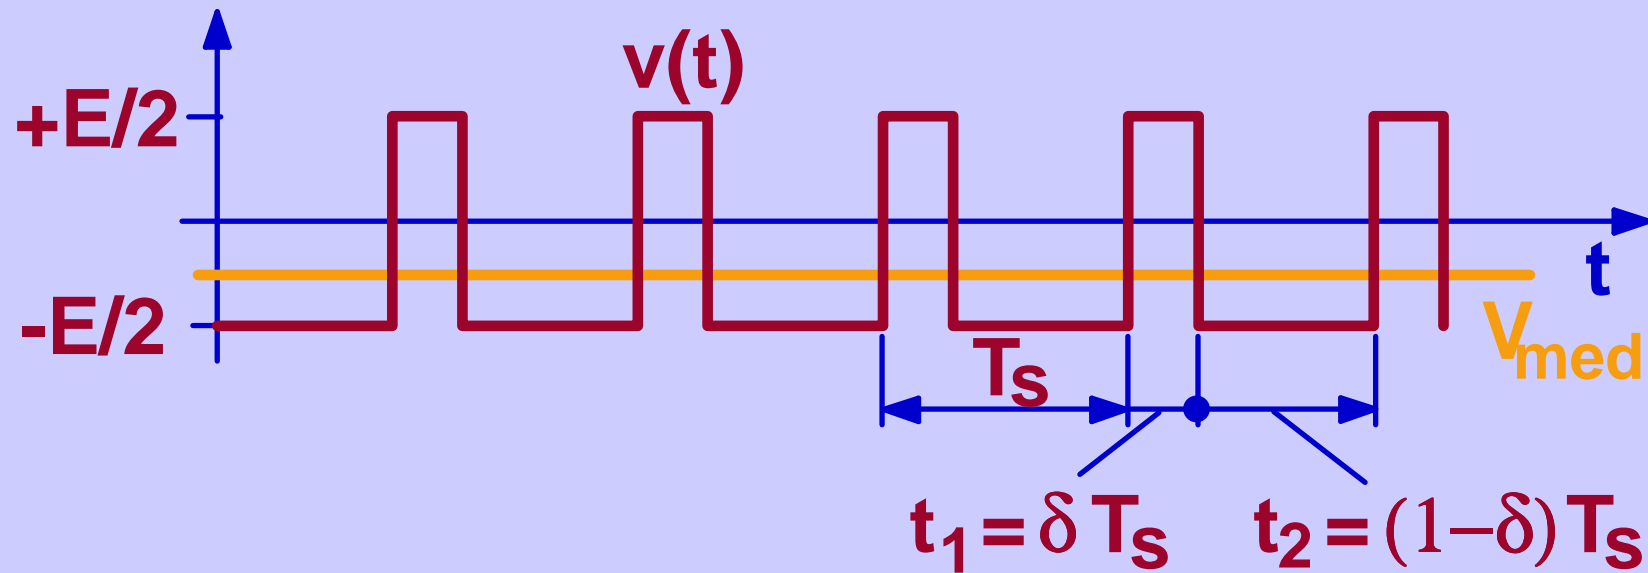 v(t)
+E/2
t
-E/2
Vmed
Ts
t1 = δ Ts
t2 = (1−δ) Ts